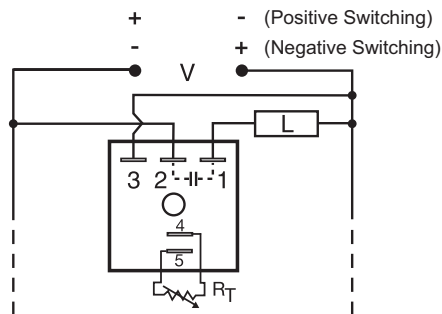 + - (Positive Switching)
- + (Negative Switching)
V
L
3 2 1
4
5
RT